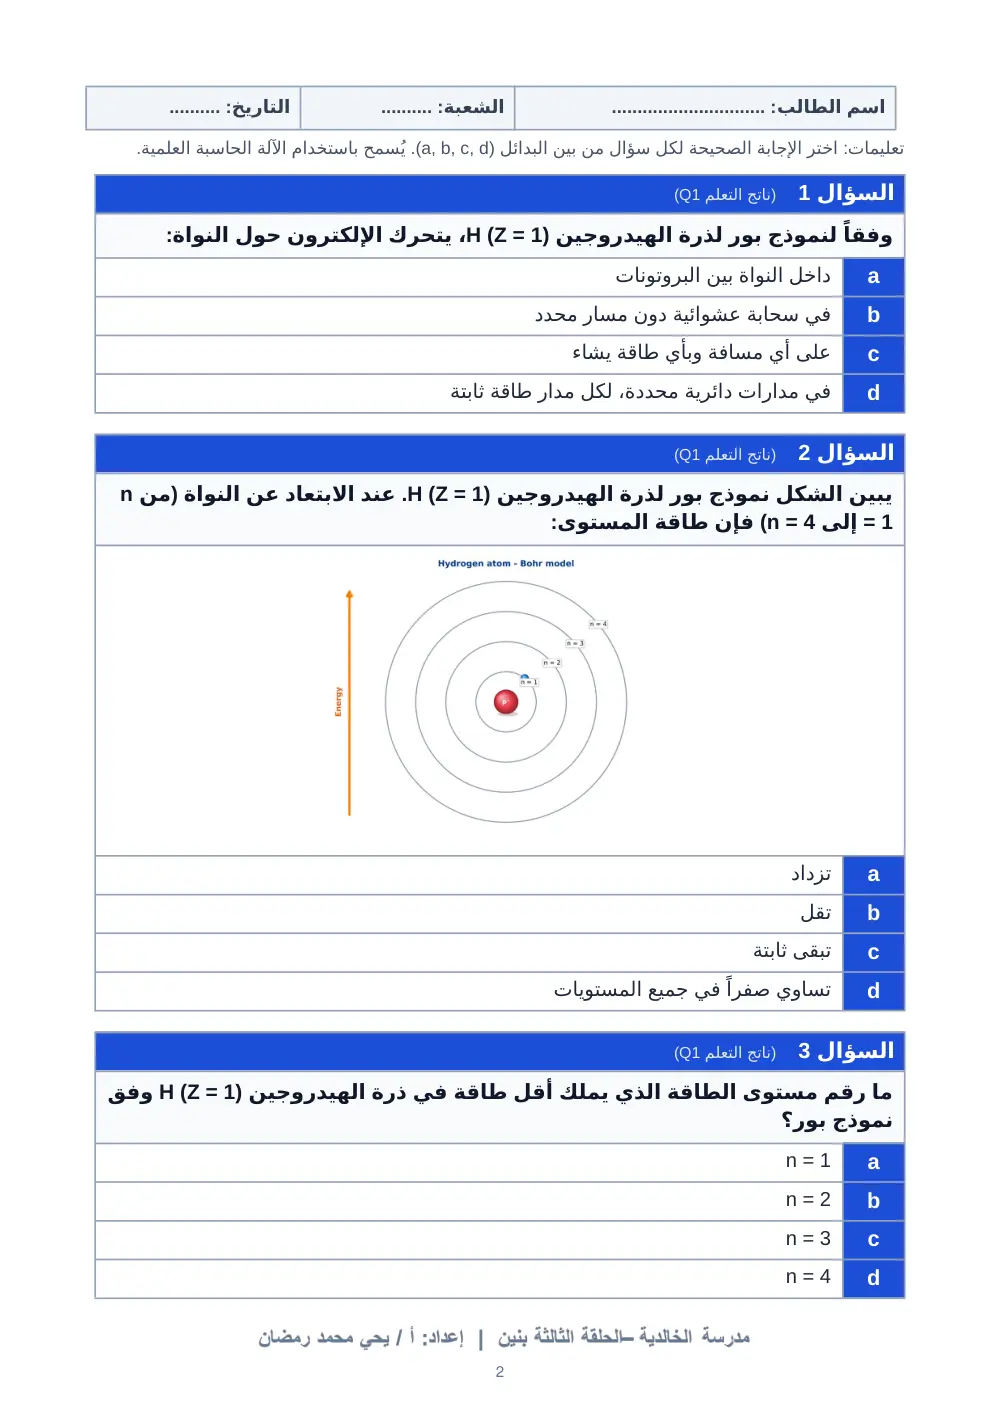 اسم الطالب: .............................. الشعبة: .......... التاريخ: ..........
تعليمات: اختر الإجابة الصحيحة لكل سؤال من بين البدائل (a, b, c, d). يُسمح باستخدام الآلة الحاسبة العلمية.
السؤال 1 (ناتج التعلم Q1)
وفقاً لنموذج بور لذرة الهيدروجين H (Z = 1)، يتحرك الإلكترون حول النواة:
a داخل النواة بين البروتونات
b في سحابة عشوائية دون مسار محدد
c على أي مسافة وبأي طاقة يشاء
d في مدارات دائرية محددة، لكل مدار طاقة ثابتة
السؤال 2 (ناتج التعلم Q1)
يبين الشكل نموذج بور لذرة الهيدروجين H (Z = 1). عند الابتعاد عن النواة (من n
= 1 إلى n = 4) فإن طاقة المستوى:
Hydrogen atom - Bohr model
n = 4
n = 3
n = 2
n = 1
Energy
a تزداد
b تقل
c تبقى ثابتة
d تساوي صفراً في جميع المستويات
السؤال 3 (ناتج التعلم Q1)
ما رقم مستوى الطاقة الذي يملك أقل طاقة في ذرة الهيدروجين H (Z = 1) وفق
نموذج بور؟
a n = 1
b n = 2
c n = 3
d n = 4
مدرسة الخالدية –الحلقة الثالثة بنين | إعداد: أ / يحي محمد رمضان
2